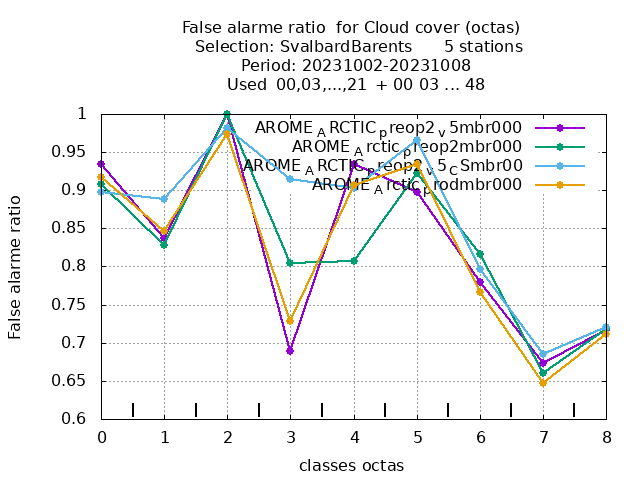 False alarme ratio  for Cloud cover (octas)
Selection: SvalbardBarents      5 stations
Period: 20231002-20231008
Used  00,03,...,21  + 00 03 ... 48
AROME_ARCTIC_preop2_v5mbr000
AROME_Arctic_preop2mbr000
AROME_ARCTIC_preop2_v5_CSmbr00
AROME_Arctic_prodmbr000
1
0.95
0.9
0.85
0.8
0.75
0.7
0.65
0.6
False alarme ratio
0 1 2 3 4 5 6 7 8
classes octas